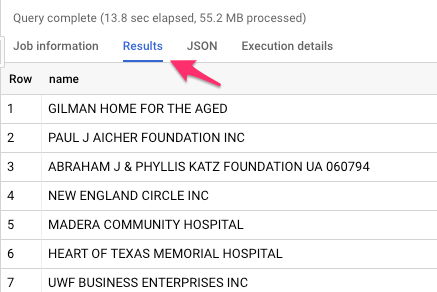 Query complete (13.8 sec elapsed, 55.2 MB processed)
Job information Results JSON Execution details
Row name
1 GILMAN HOME FOR THE AGED
2 PAUL J AICHER FOUNDATION INC
3 ABRAHAM J & PHYLLIS KATZ FOUNDATION UA 060794
4 NEW ENGLAND CIRCLE INC
5 MADERA COMMUNITY HOSPITAL
6 HEART OF TEXAS MEMORIAL HOSPITAL
7 UWF BUSINESS ENTERPRISES INC